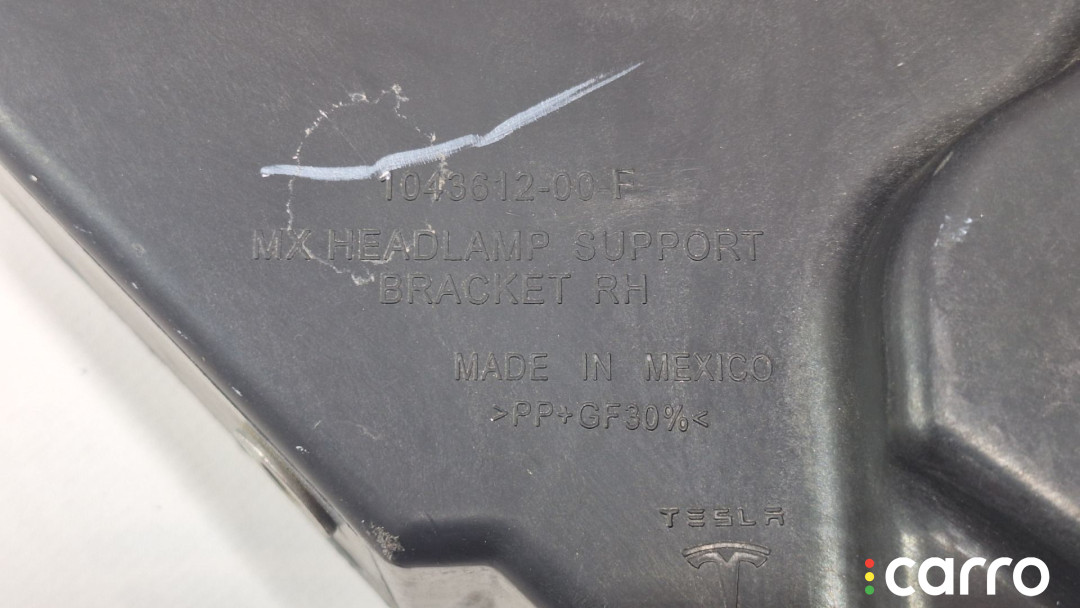 1043612-00-F
MX HEADLAMP SUPPORT
BRACKET RH
MADE IN MEXICO
>PP+GF30%<
TESLA
carro